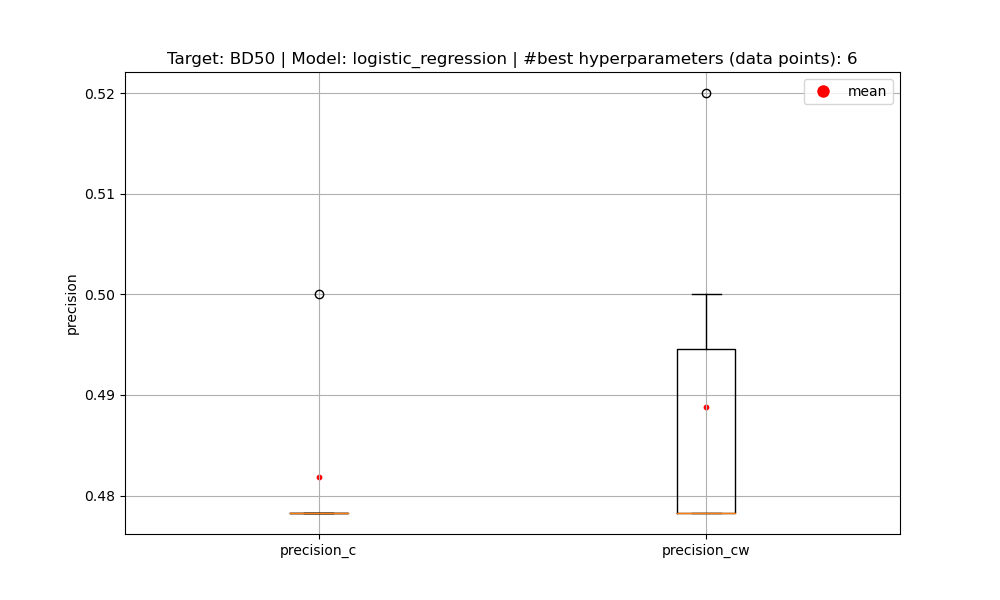 Target: BD50 | Model: logistic_regression | #best hyperparameters (data points): 6
mean
0.52
0.51
0.50
0.49
0.48
precision
precision_c
precision_cw